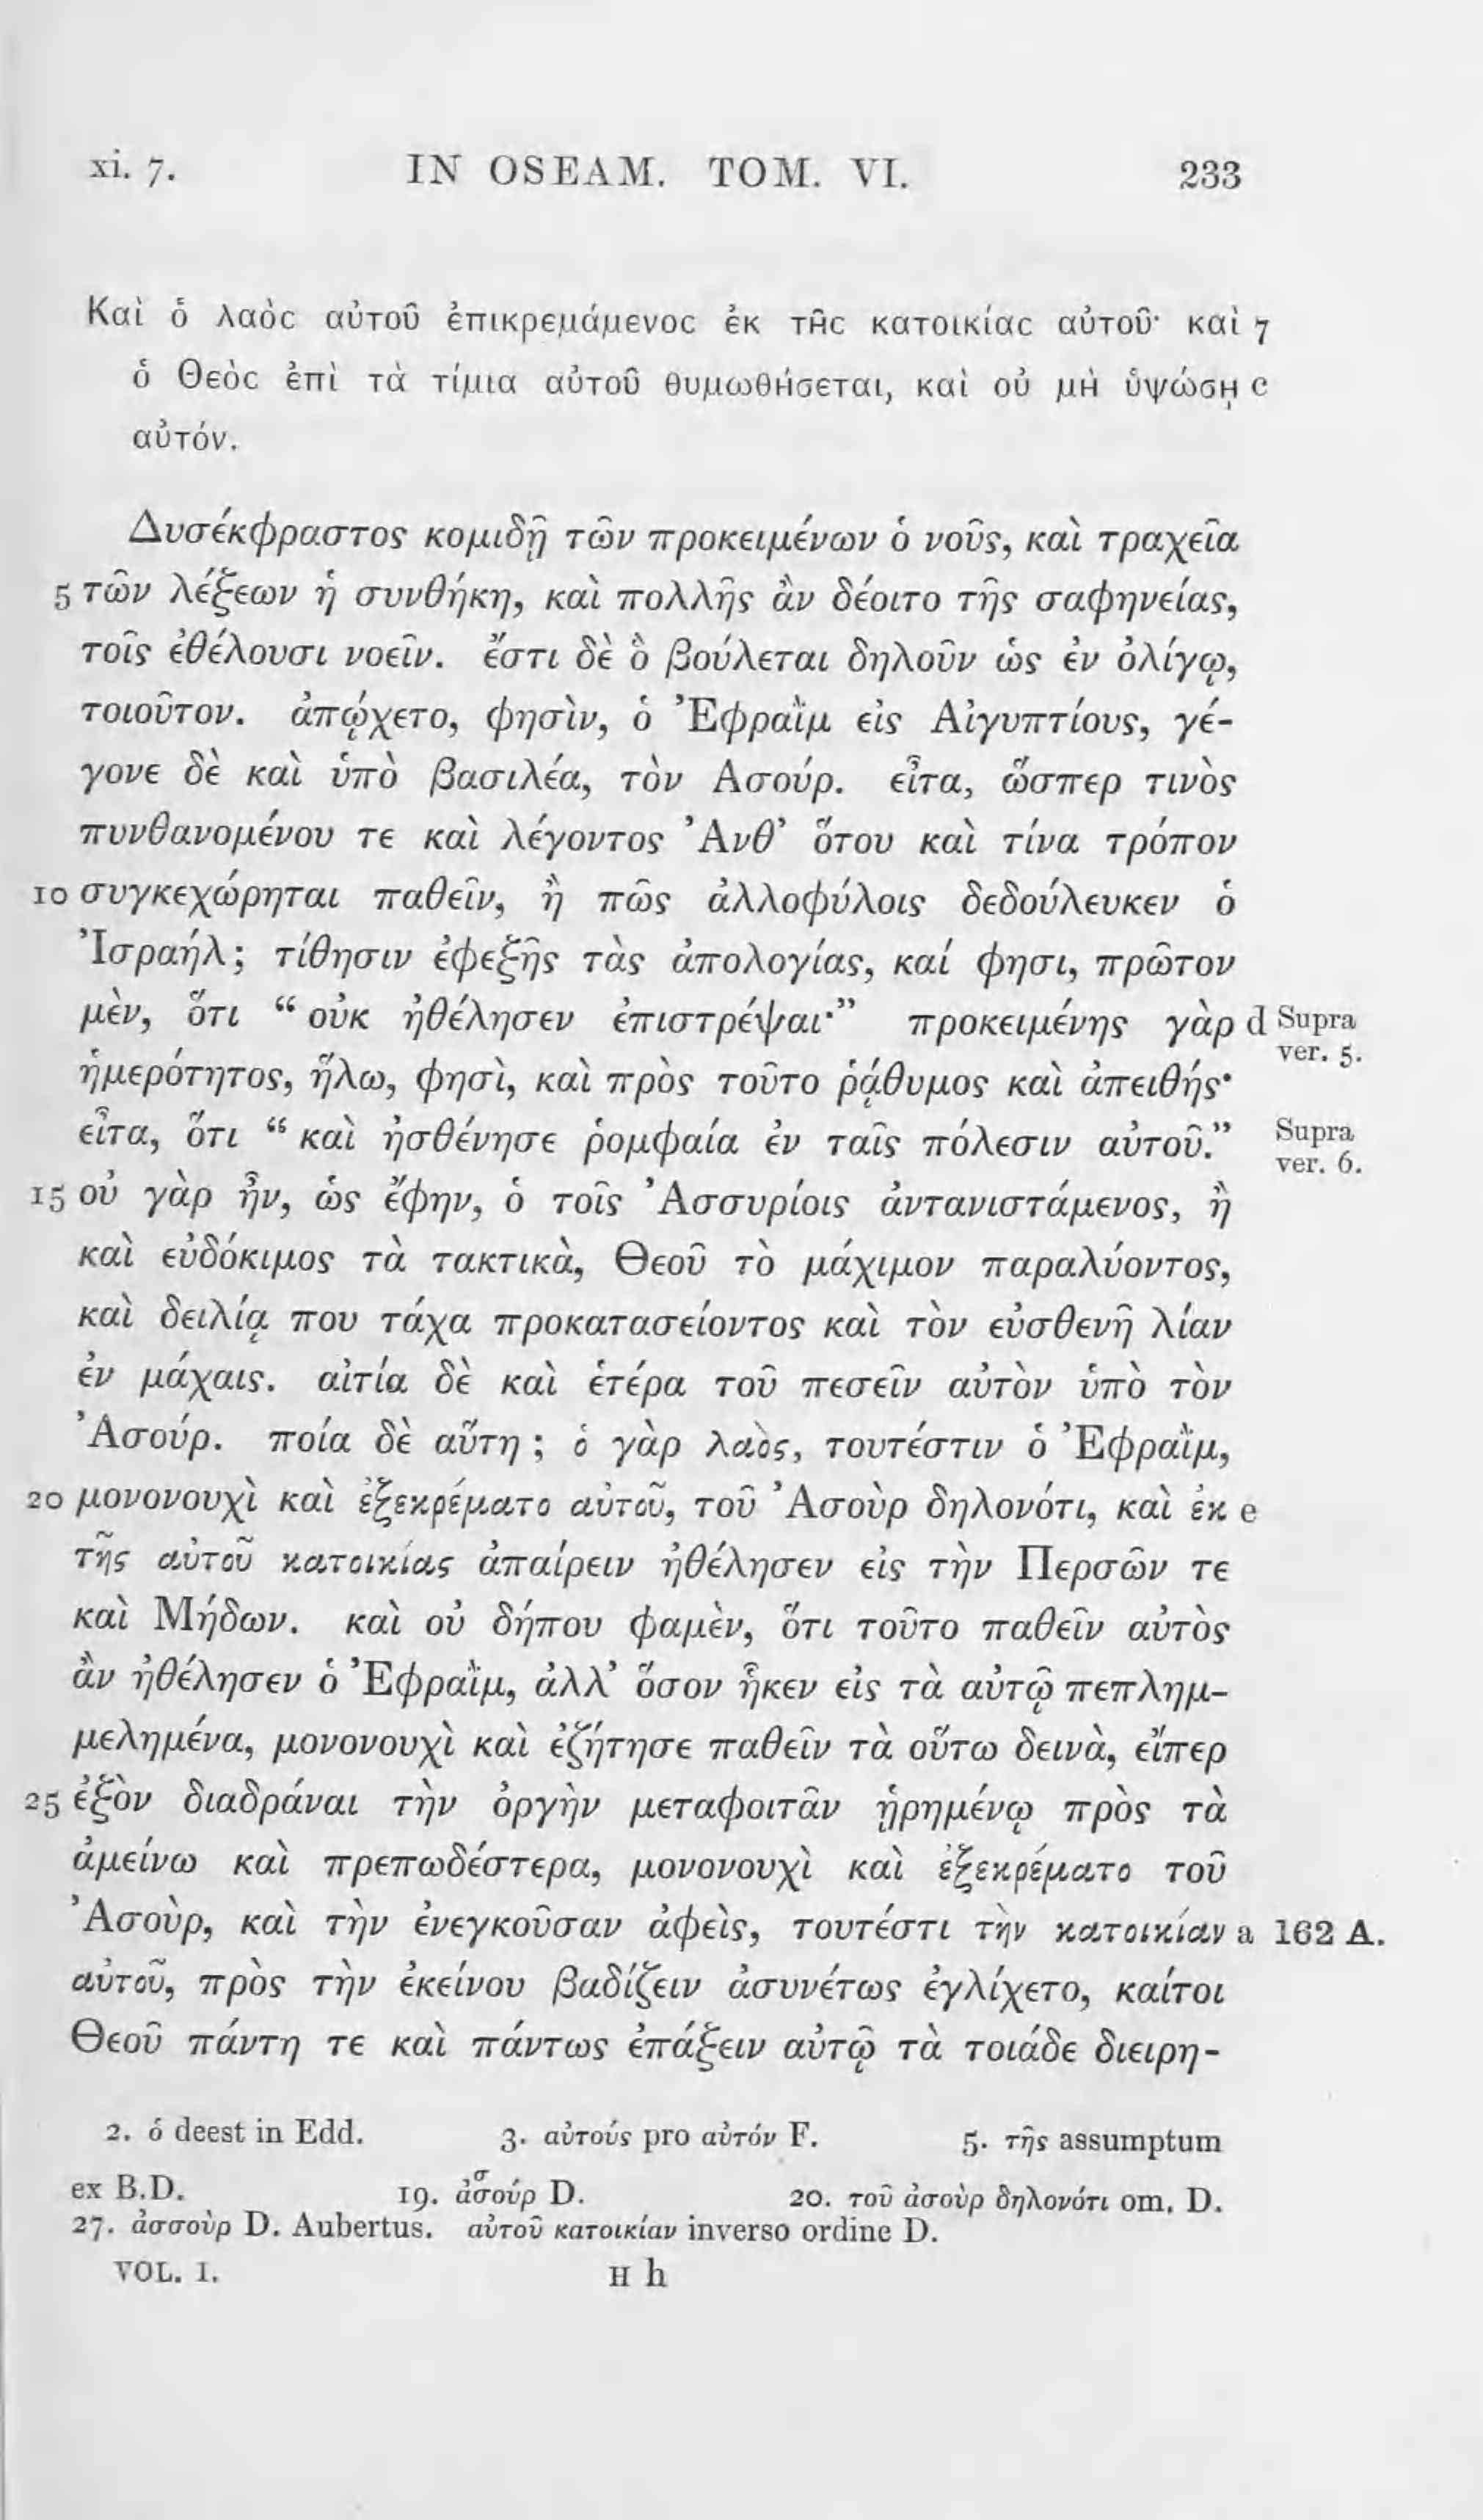 xi. 7. IN OSEAM. TOM. VI. 233
Καὶ ὁ λαὸς αὐτοῦ ἐπικρεμάμενος ἐκ τῆς κατοικίας αὐτοῦ· καὶ 7
ὁ Θεὸς ἐπὶ τὰ τίμια αὐτοῦ θυμωθήσεται, καὶ οὐ μὴ ὑψώσῃ c
αὐτόν.
Δυσέκφραστος κομιδῇ τῶν προκειμένων ὁ νοῦς, καὶ τραχεῖα
5 τῶν λέξεων ἡ συνθήκη, καὶ πολλῆς ἂν δέοιτο τῆς σαφηνείας,
τοῖς ἐθέλουσι νοεῖν. ἔστι δὲ ὃ βούλεται δηλοῦν ὡς ἐν ὀλίγῳ,
τοιοῦτον. ἀπῴχετο, φησὶν, ὁ Ἐφραῒμ εἰς Αἰγυπτίους, γέ-
γονε δὲ καὶ ὑπὸ βασιλέα, τὸν Ασούρ. εἶτα, ὥσπερ τινὸς
πυνθανομένου τε καὶ λέγοντος Ἀνθ' ὅτου καὶ τίνα τρόπον
10 συγκεχώρηται παθεῖν, ἢ πῶς ἀλλοφύλοις δεδούλευκεν ὁ
Ἰσραήλ; τίθησιν ἐφεξῆς τὰς ἀπολογίας, καί φησι, πρῶτον
μὲν, ὅτι “ οὐκ ἠθέλησεν ἐπιστρέψαι·” προκειμένης γὰρ d Supra
ver. 5.
ἡμερότητος, ἥλω, φησὶ, καὶ πρὸς τοῦτο ῥᾴθυμος καὶ ἀπειθής·
εἶτα, ὅτι “ καὶ ἠσθένησε ῥομφαία ἐν ταῖς πόλεσιν αὐτοῦ.” Supra
ver. 6.
15 οὐ γὰρ ἦν, ὡς ἔφην, ὁ τοῖς Ἀσσυρίοις ἀντανιστάμενος, ἢ
καὶ εὐδόκιμος τὰ τακτικὰ, Θεοῦ τὸ μάχιμον παραλύοντος,
καὶ δειλίᾳ που τάχα προκατασείοντος καὶ τὸν εὐσθενῆ λίαν
ἐν μάχαις. αἰτία δὲ καὶ ἑτέρα τοῦ πεσεῖν αὐτὸν ὑπὸ τὸν
Ἀσούρ. ποία δὲ αὕτη ; ὁ γὰρ λαὸς, τουτέστιν ὁ Ἐφραῒμ,
20 μονονουχὶ καὶ ἐξεκρέματο αὐτοῦ, τοῦ Ἀσοὺρ δηλονότι, καὶ ἐκ e
τῆς αὐτοῦ κατοικίας ἀπαίρειν ἠθέλησεν εἰς τὴν Περσῶν τε
καὶ Μήδων. καὶ οὐ δήπου φαμὲν, ὅτι τοῦτο παθεῖν αὐτὸς
ἂν ἠθέλησεν ὁ Ἐφραῒμ, ἀλλ' ὅσον ἧκεν εἰς τὰ αὐτῷ πεπλημ-
μελημένα, μονονουχὶ καὶ ἐζήτησε παθεῖν τὰ οὕτω δεινὰ, εἴπερ
25 ἐξὸν διαδράναι τὴν ὀργὴν μεταφοιτᾶν ᾑρημένῳ πρὸς τὰ
ἀμείνω καὶ πρεπωδέστερα, μονονουχὶ καὶ ἐξεκρέματο τοῦ
Ἀσοὺρ, καὶ τὴν ἐνεγκοῦσαν ἀφεὶς, τουτέστι τὴν κατοικίαν a 162 A.
αὐτοῦ, πρὸς τὴν ἐκείνου βαδίζειν ἀσυνέτως ἐγλίχετο, καίτοι
Θεοῦ πάντη τε καὶ πάντως ἐπάξειν αὐτῷ τὰ τοιάδε διειρη-
2. ὁ deest in Edd. 3. αὐτούς pro αὐτόν F. 5. τῆς assumptum
ex B.D. 19. ἀσσούρ D. 20. τοῦ ἀσοὺρ δηλονότι om. D.
27. ἀσσοὺρ D. Aubertus. αὐτοῦ κατοικίαν inverso ordine D.
VOL. I. H h